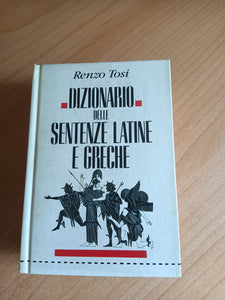 Renzo Tosi
DIZIONARIO
DELLE
SENTENZE LATINE
E GRECHE